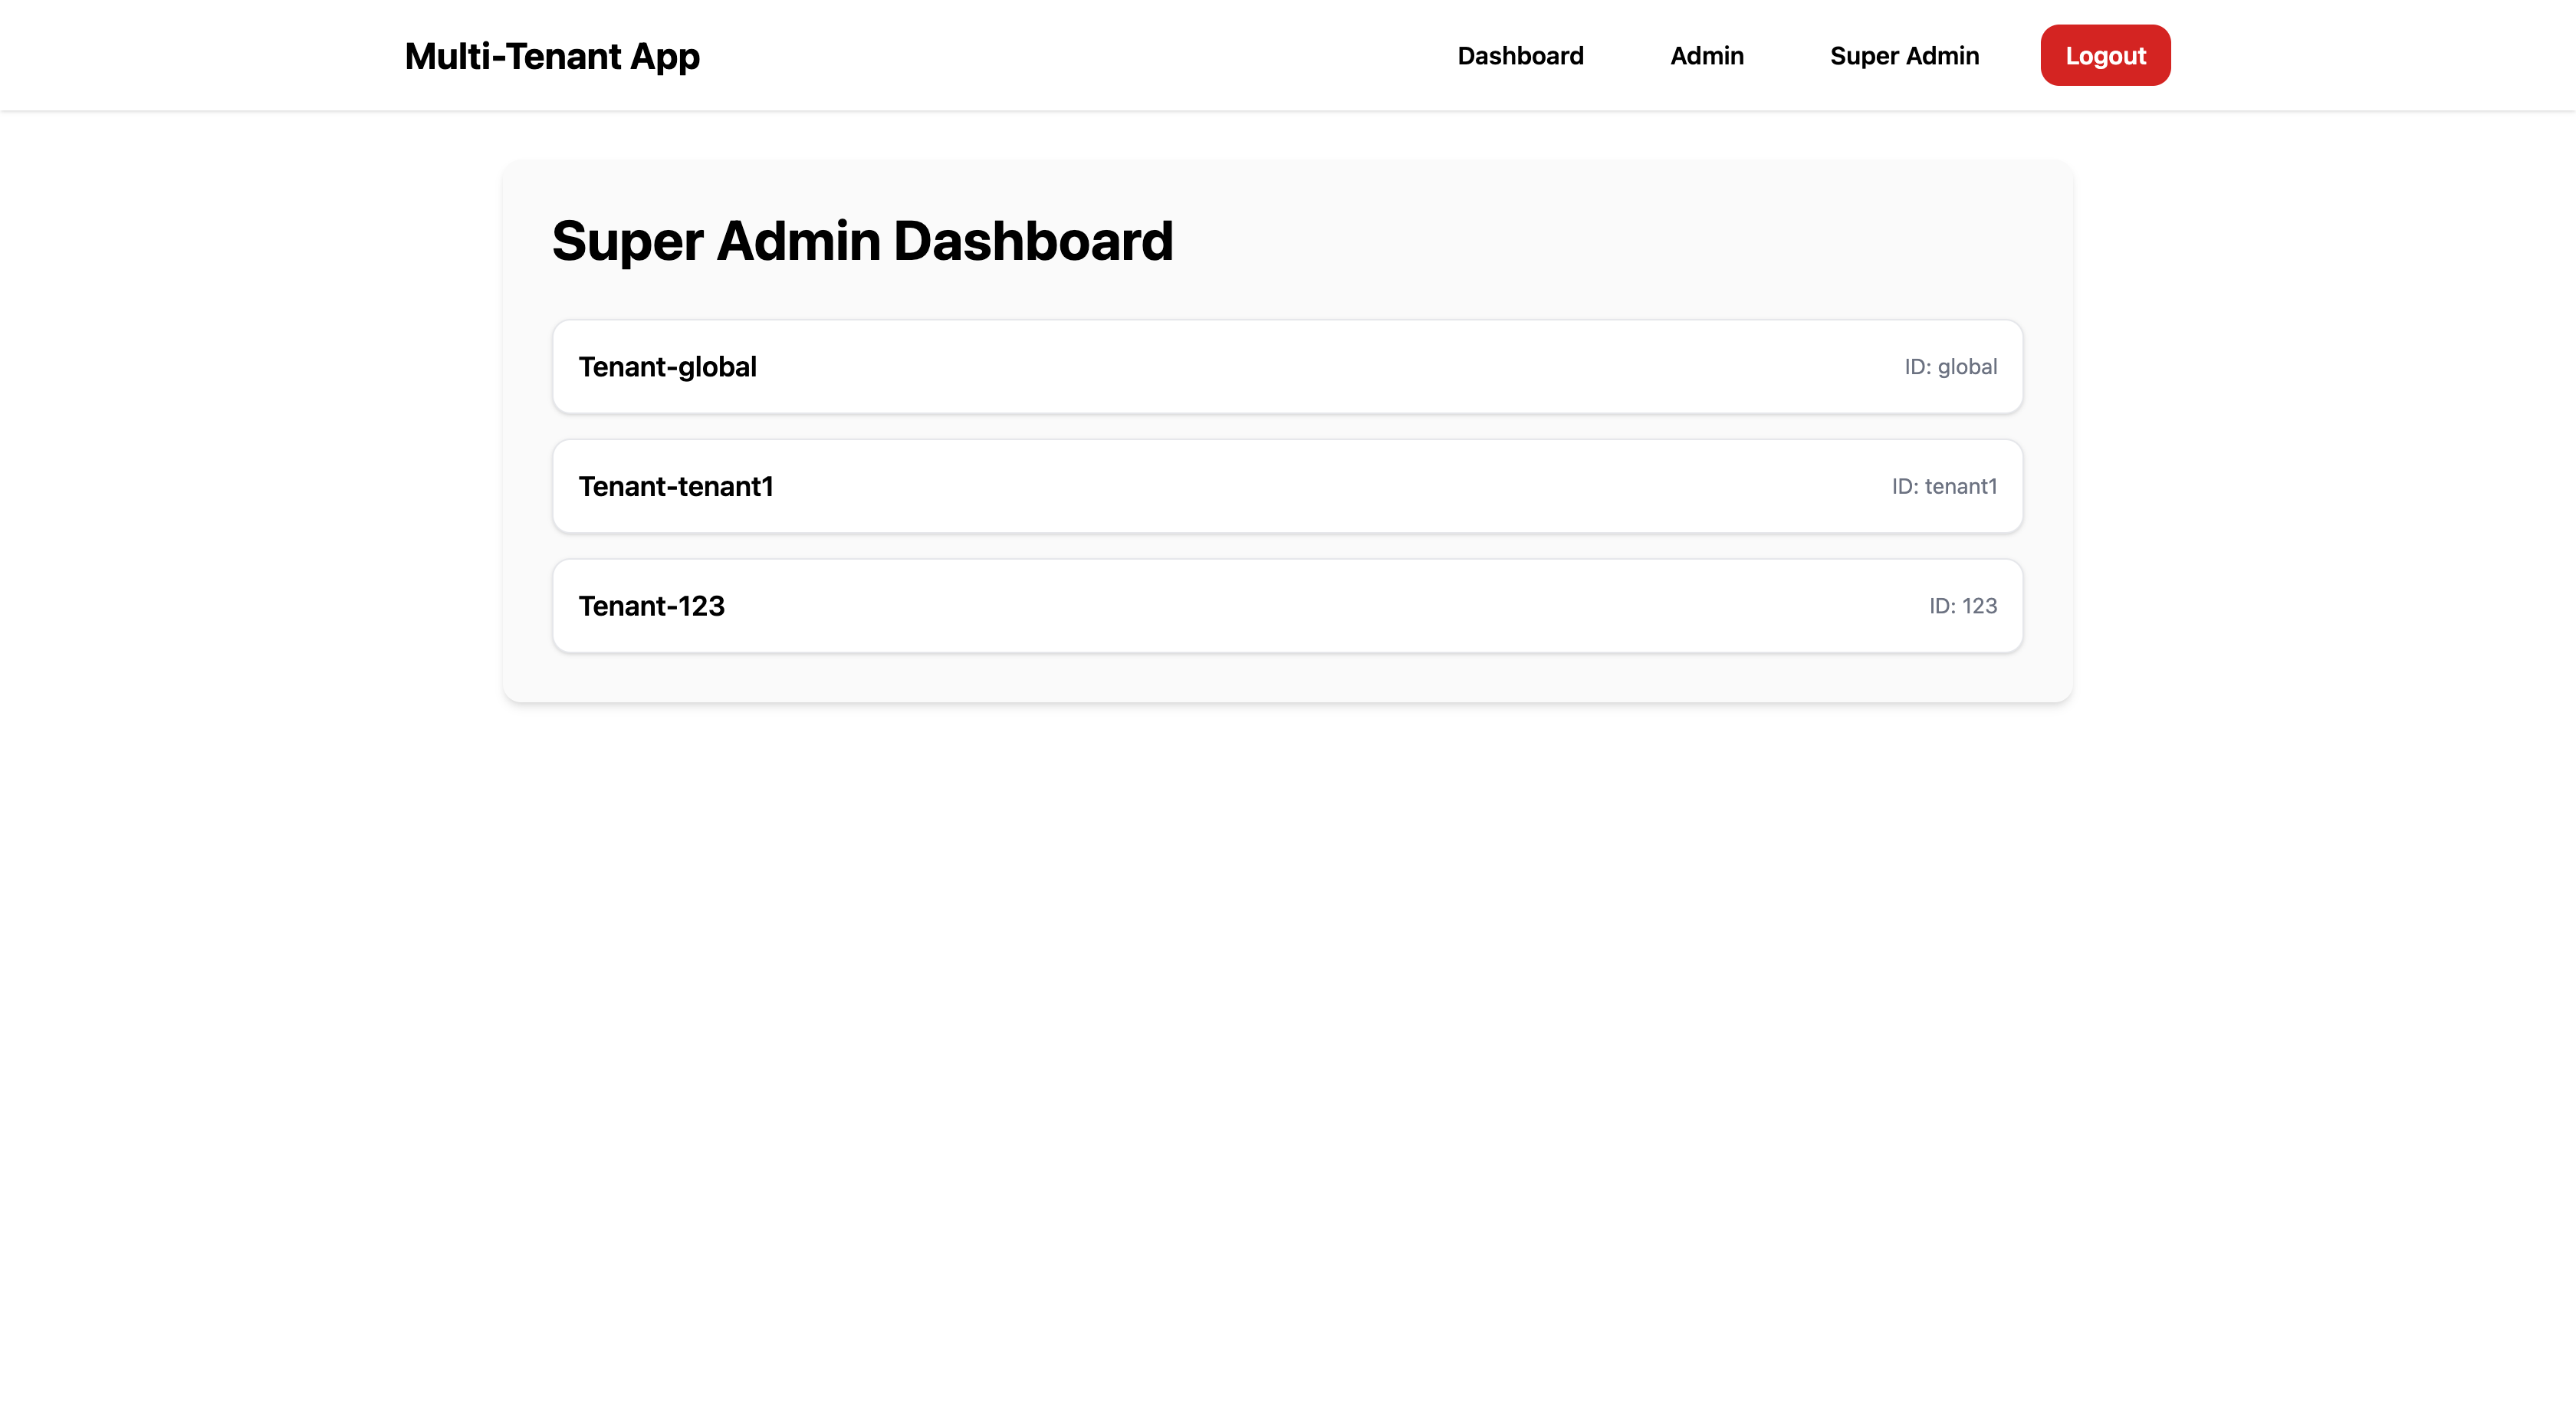 Multi-Tenant App Dashboard Admin Super Admin Logout
Super Admin Dashboard
Tenant-global ID: global
Tenant-tenant1 ID: tenant1
Tenant-123 ID: 123